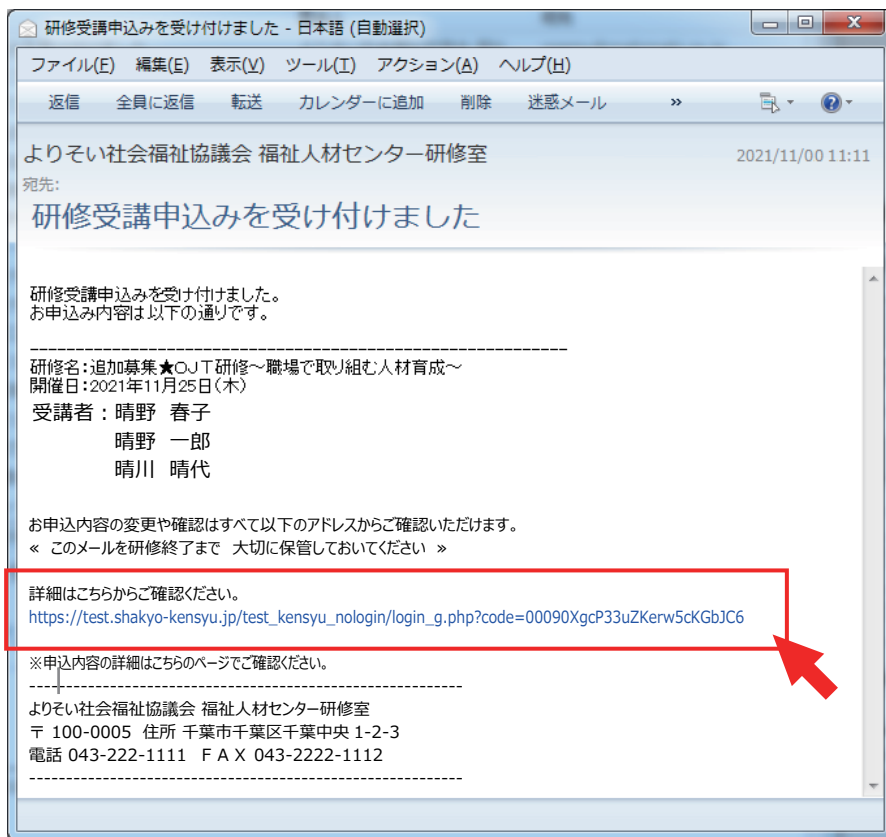 研修受講申込みを受け付けました - 日本語 (自動選択)
ファイル(F) 編集(E) 表示(V) ツール(T) アクション(A) ヘルプ(H)
返信 全員に返信 転送 カレンダーに追加 削除 迷惑メール »
よりそい社会福祉協議会 福祉人材センター研修室 2021/11/00 11:11
宛先:
研修受講申込みを受け付けました
研修受講申込みを受け付けました。
お申込み内容は以下の通りです。
------------------------------------------------------------
研修名：追加募集★OJT研修～職場で取り組む人材育成～
開催日：2021年11月25日（木）
受講者：晴野 春子
晴野 一郎
晴川 晴代
お申込内容の変更や確認はすべて以下のアドレスからご確認いただけます。
« このメールを研修終了まで 大切に保管しておいてください »
詳細はこちらからご確認ください。
https://test.shakyo-kensyu.jp/test_kensyu_nologin/login_g.php?code=00090XgcP33uZKerw5cKGbJC6
※申込内容の詳細はこちらのページでご確認ください。
------------------------------------------------------------
よりそい社会福祉協議会 福祉人材センター研修室
〒 100-0005 住所 千葉市千葉区千葉中央 1-2-3
電話 043-222-1111 ＦＡＸ 043-2222-1112
------------------------------------------------------------